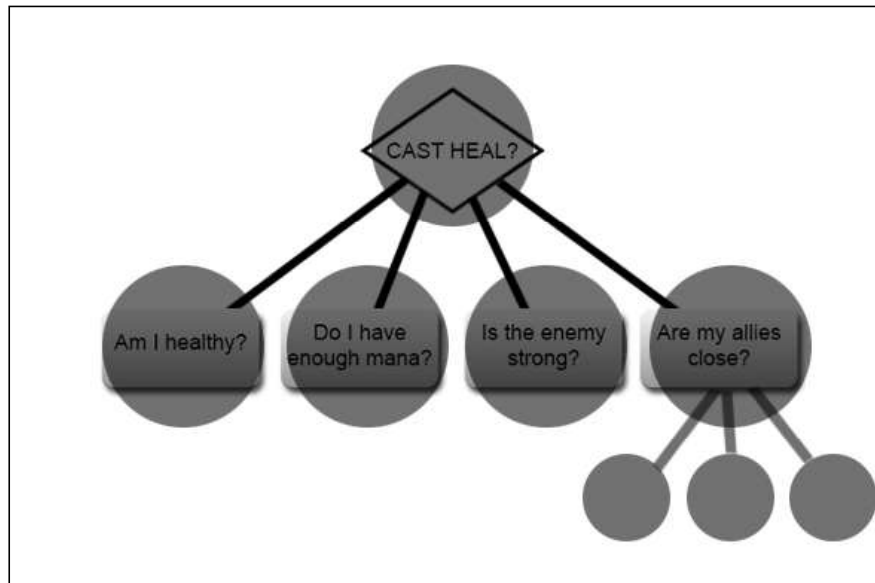 CAST HEAL?
Am I healthy?
Do I have
enough mana?
Is the enemy
strong?
Are my allies
close?